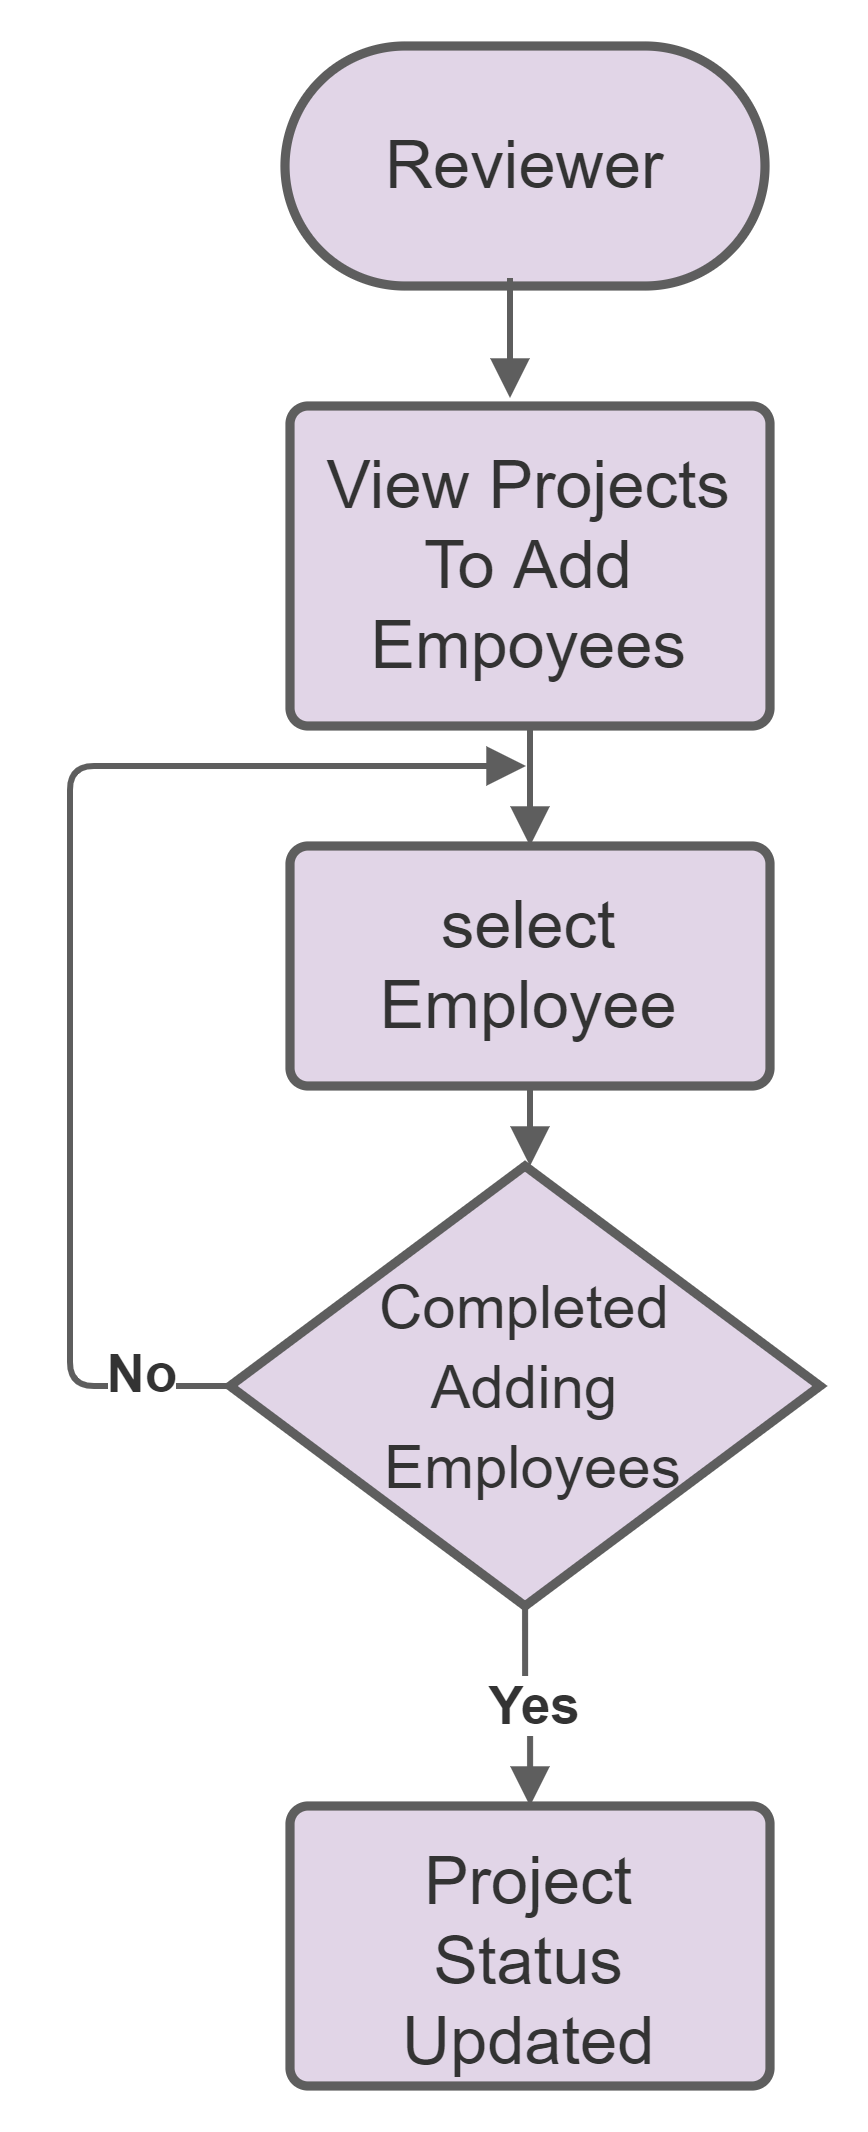 Reviewer
View Projects
To Add
Empoyees
select
Employee
Completed
Adding
Employees
No
Yes
Project
Status
Updated